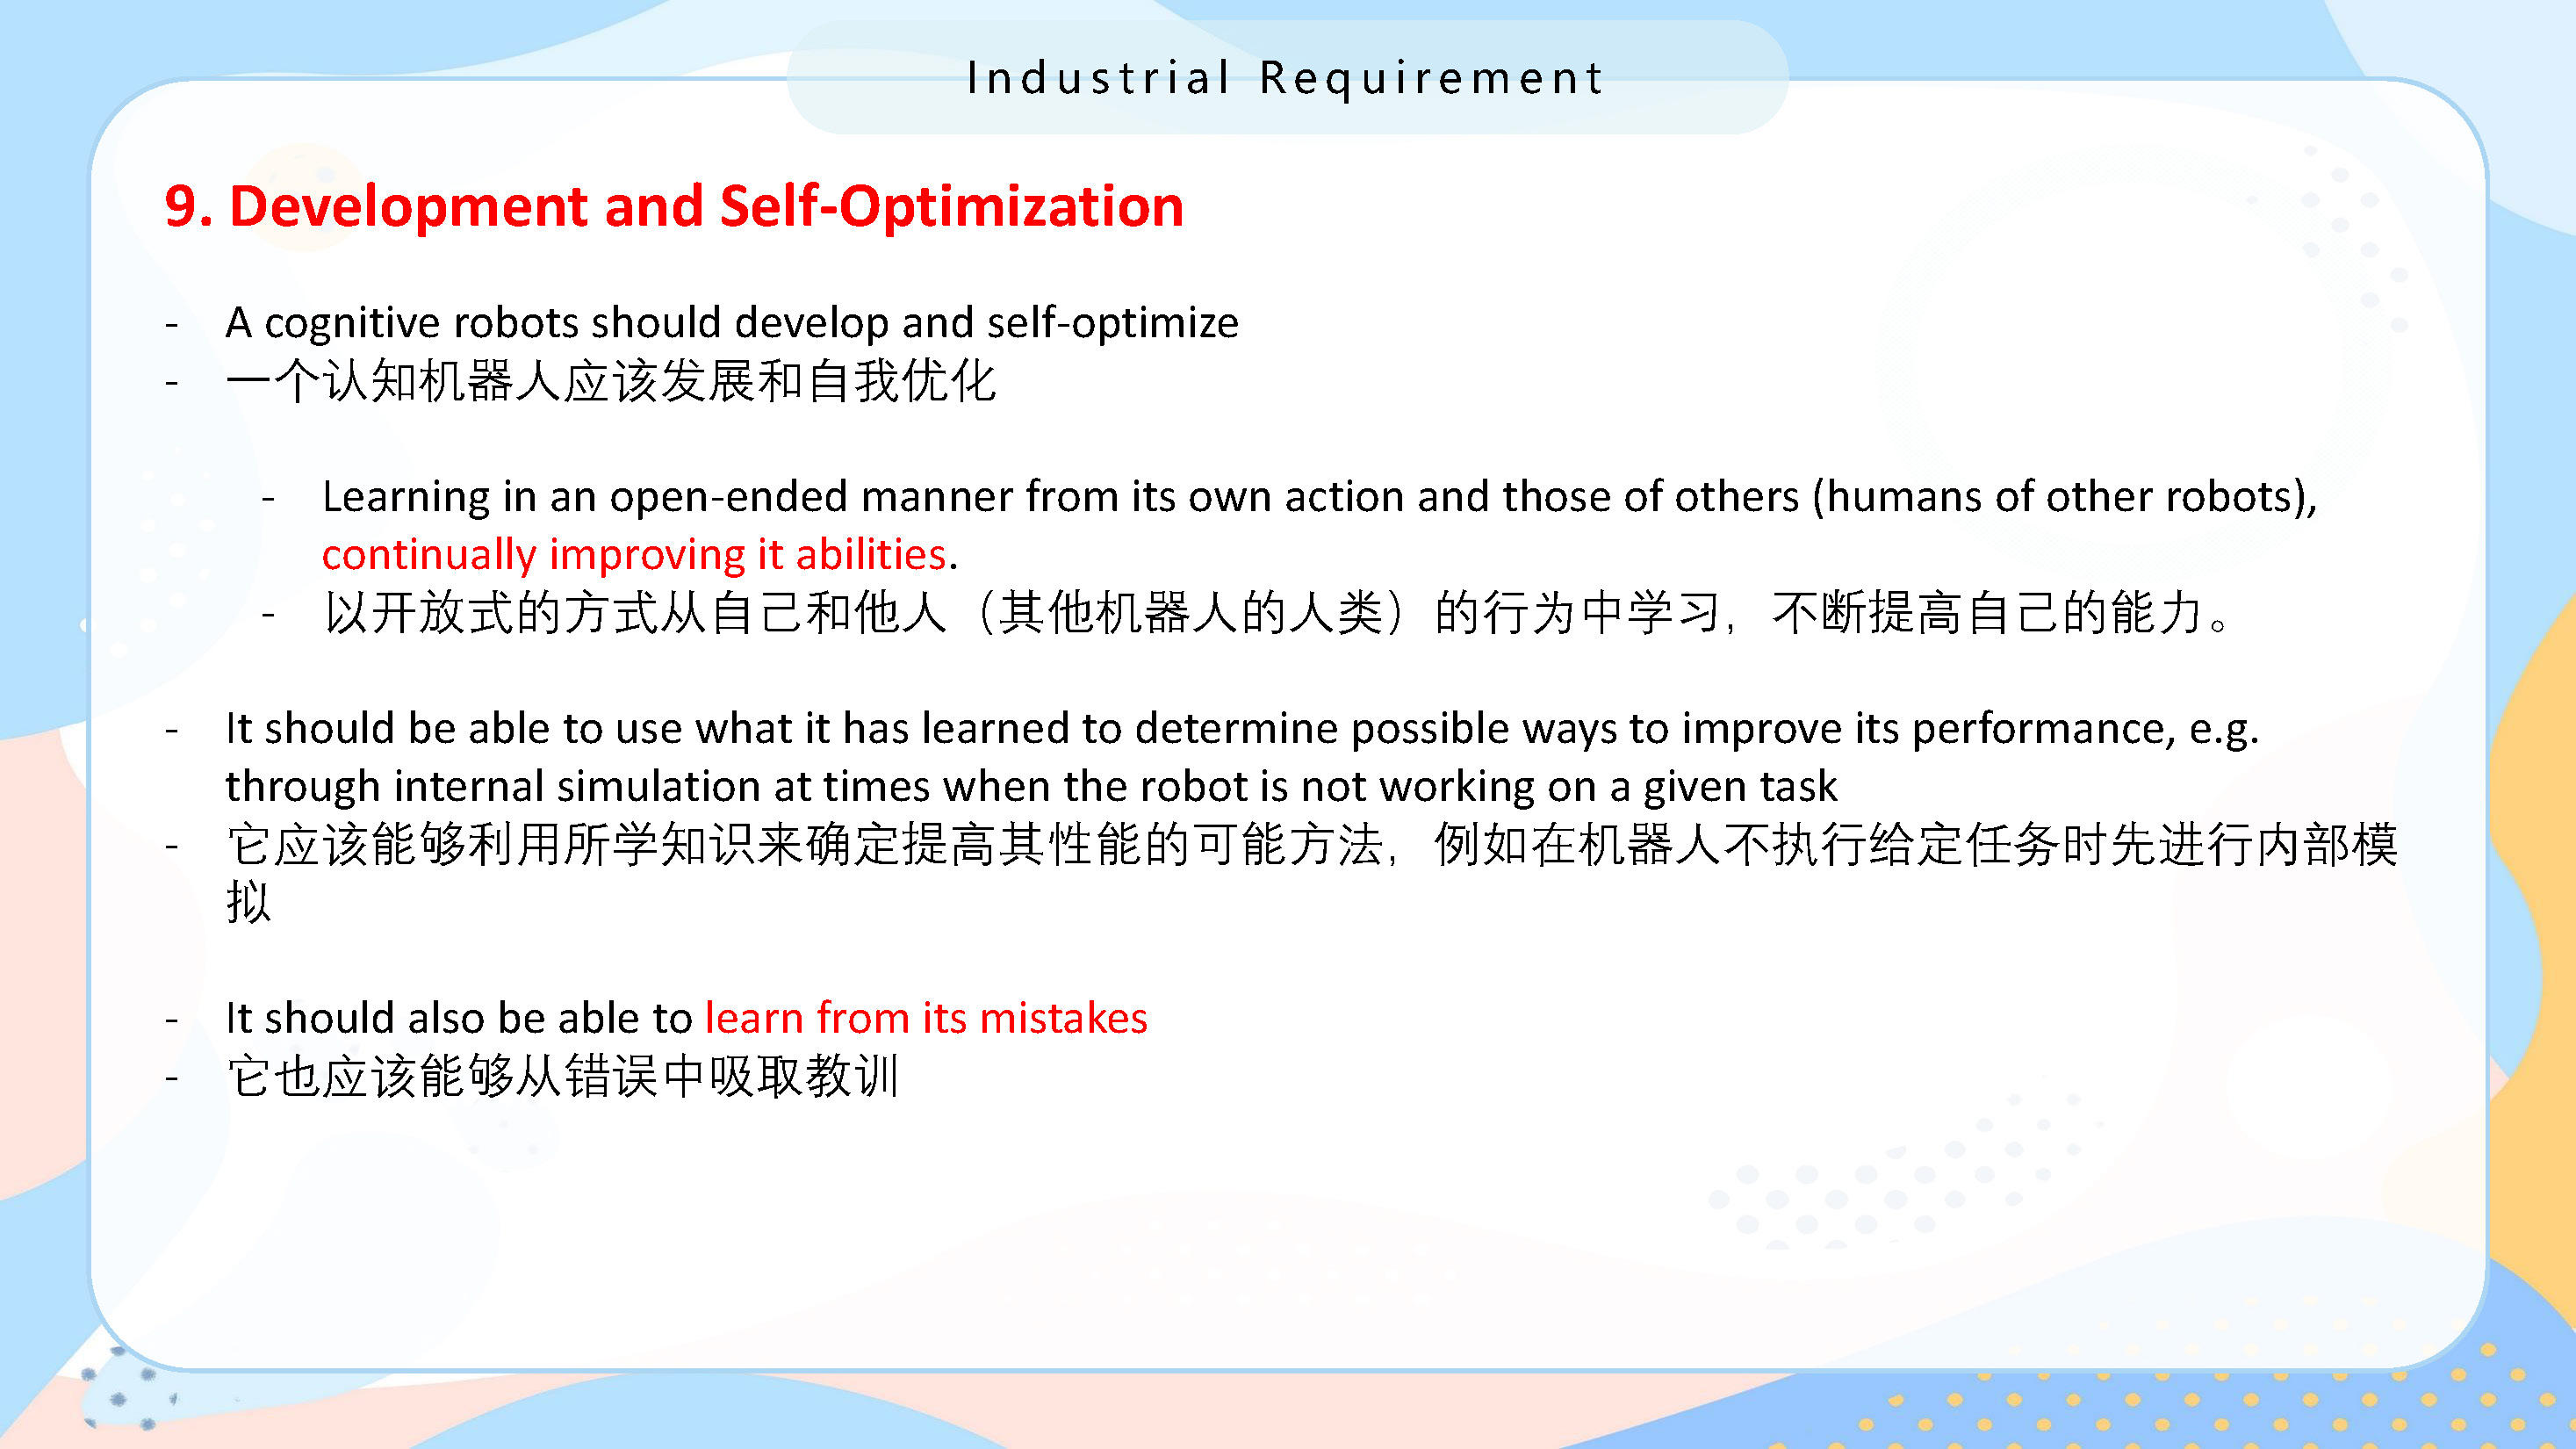 Industrial Requirement
9. Development and Self-Optimization
- A cognitive robots should develop and self-optimize
- 一个认知机器人应该发展和自我优化
- Learning in an open-ended manner from its own action and those of others (humans of other robots),
continually improving it abilities.
- 以开放式的方式从自己和他人（其他机器人的人类）的行为中学习，不断提高自己的能力。
- It should be able to use what it has learned to determine possible ways to improve its performance, e.g.
through internal simulation at times when the robot is not working on a given task
- 它应该能够利用所学知识来确定提高其性能的可能方法，例如在机器人不执行给定任务时先进行内部模
拟
- It should also be able to learn from its mistakes
- 它也应该能够从错误中吸取教训